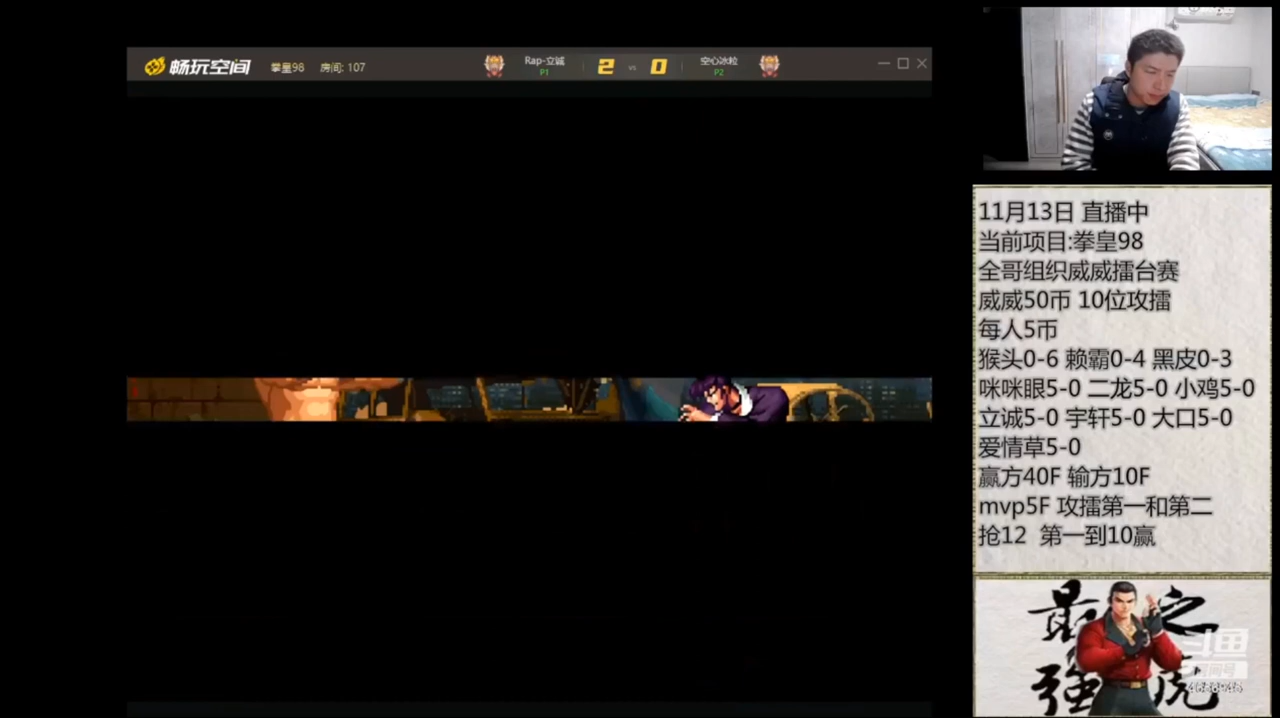 畅玩空间 拳皇98 房间: 107 Rap-立诚 2 vs 0 空心冰粒
P1 P2
11月13日 直播中
当前项目:拳皇98
全哥组织威威擂台赛
威威50币 10位攻擂
每人5币
猴头0-6 赖霸0-4 黑皮0-3
咪咪眼5-0 二龙5-0 小鸡5-0
立诚5-0 宇轩5-0 大口5-0
爱情草5-0
赢方40F 输方10F
mvp5F 攻擂第一和第二
抢12 第一到10赢
最之
强虎
斗鱼